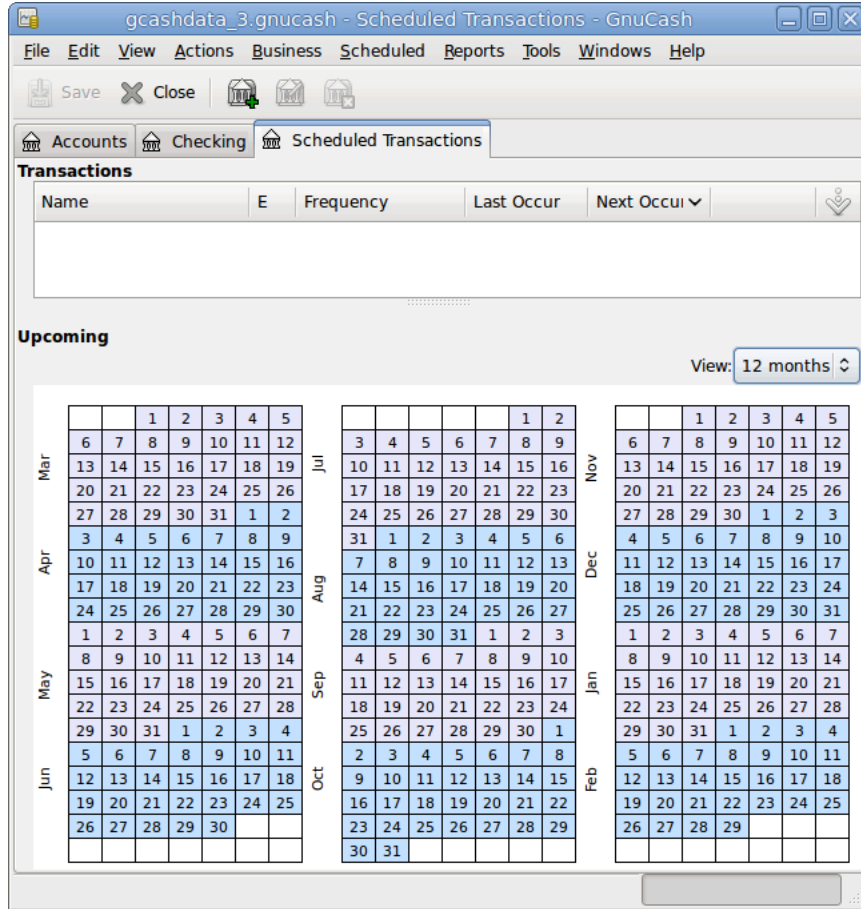 gcashdata_3.gnucash - Scheduled Transactions - GnuCash
File Edit View Actions Business Scheduled Reports Tools Windows Help
Save Close
Accounts Checking Scheduled Transactions
Transactions
Name E Frequency Last Occur Next Occur
Upcoming
View: 12 months
Mar
Apr
May
Jun
1 2 3 4 5
6 7 8 9 10 11 12
13 14 15 16 17 18 19
20 21 22 23 24 25 26
27 28 29 30 31 1 2
3 4 5 6 7 8 9
10 11 12 13 14 15 16
17 18 19 20 21 22 23
24 25 26 27 28 29 30
1 2 3 4 5 6 7
8 9 10 11 12 13 14
15 16 17 18 19 20 21
22 23 24 25 26 27 28
29 30 31 1 2 3 4
5 6 7 8 9 10 11
12 13 14 15 16 17 18
19 20 21 22 23 24 25
26 27 28 29 30
Jul
Aug
Sep
Oct
1 2
3 4 5 6 7 8 9
10 11 12 13 14 15 16
17 18 19 20 21 22 23
24 25 26 27 28 29 30
31 1 2 3 4 5 6
7 8 9 10 11 12 13
14 15 16 17 18 19 20
21 22 23 24 25 26 27
28 29 30 31 1 2 3
4 5 6 7 8 9 10
11 12 13 14 15 16 17
18 19 20 21 22 23 24
25 26 27 28 29 30 1
2 3 4 5 6 7 8
9 10 11 12 13 14 15
16 17 18 19 20 21 22
23 24 25 26 27 28 29
30 31
Nov
Dec
Jan
Feb
1 2 3 4 5
6 7 8 9 10 11 12
13 14 15 16 17 18 19
20 21 22 23 24 25 26
27 28 29 30 1 2 3
4 5 6 7 8 9 10
11 12 13 14 15 16 17
18 19 20 21 22 23 24
25 26 27 28 29 30 31
1 2 3 4 5 6 7
8 9 10 11 12 13 14
15 16 17 18 19 20 21
22 23 24 25 26 27 28
29 30 31 1 2 3 4
5 6 7 8 9 10 11
12 13 14 15 16 17 18
19 20 21 22 23 24 25
26 27 28 29